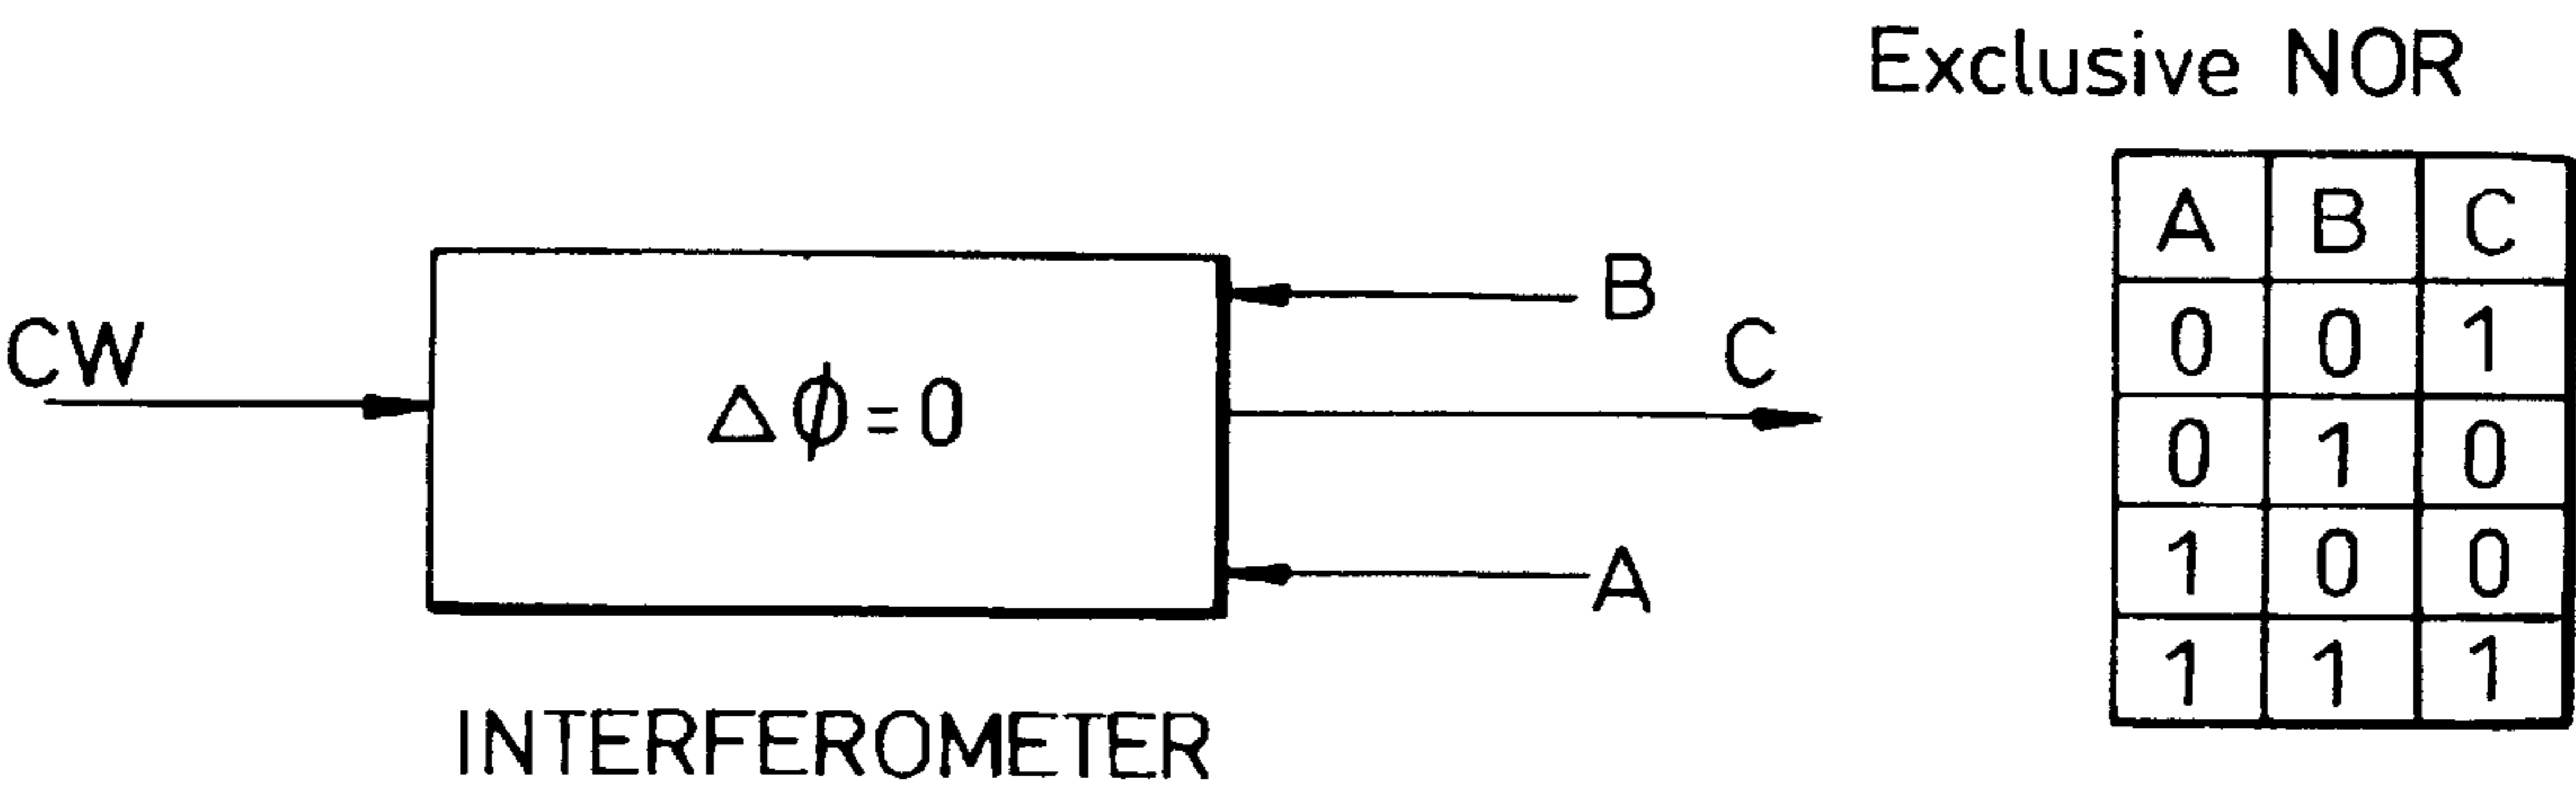 Exclusive NOR
CW
B
C
A
Δϕ=0
INTERFEROMETER
A B C
0 0 1
0 1 0
1 0 0
1 1 1